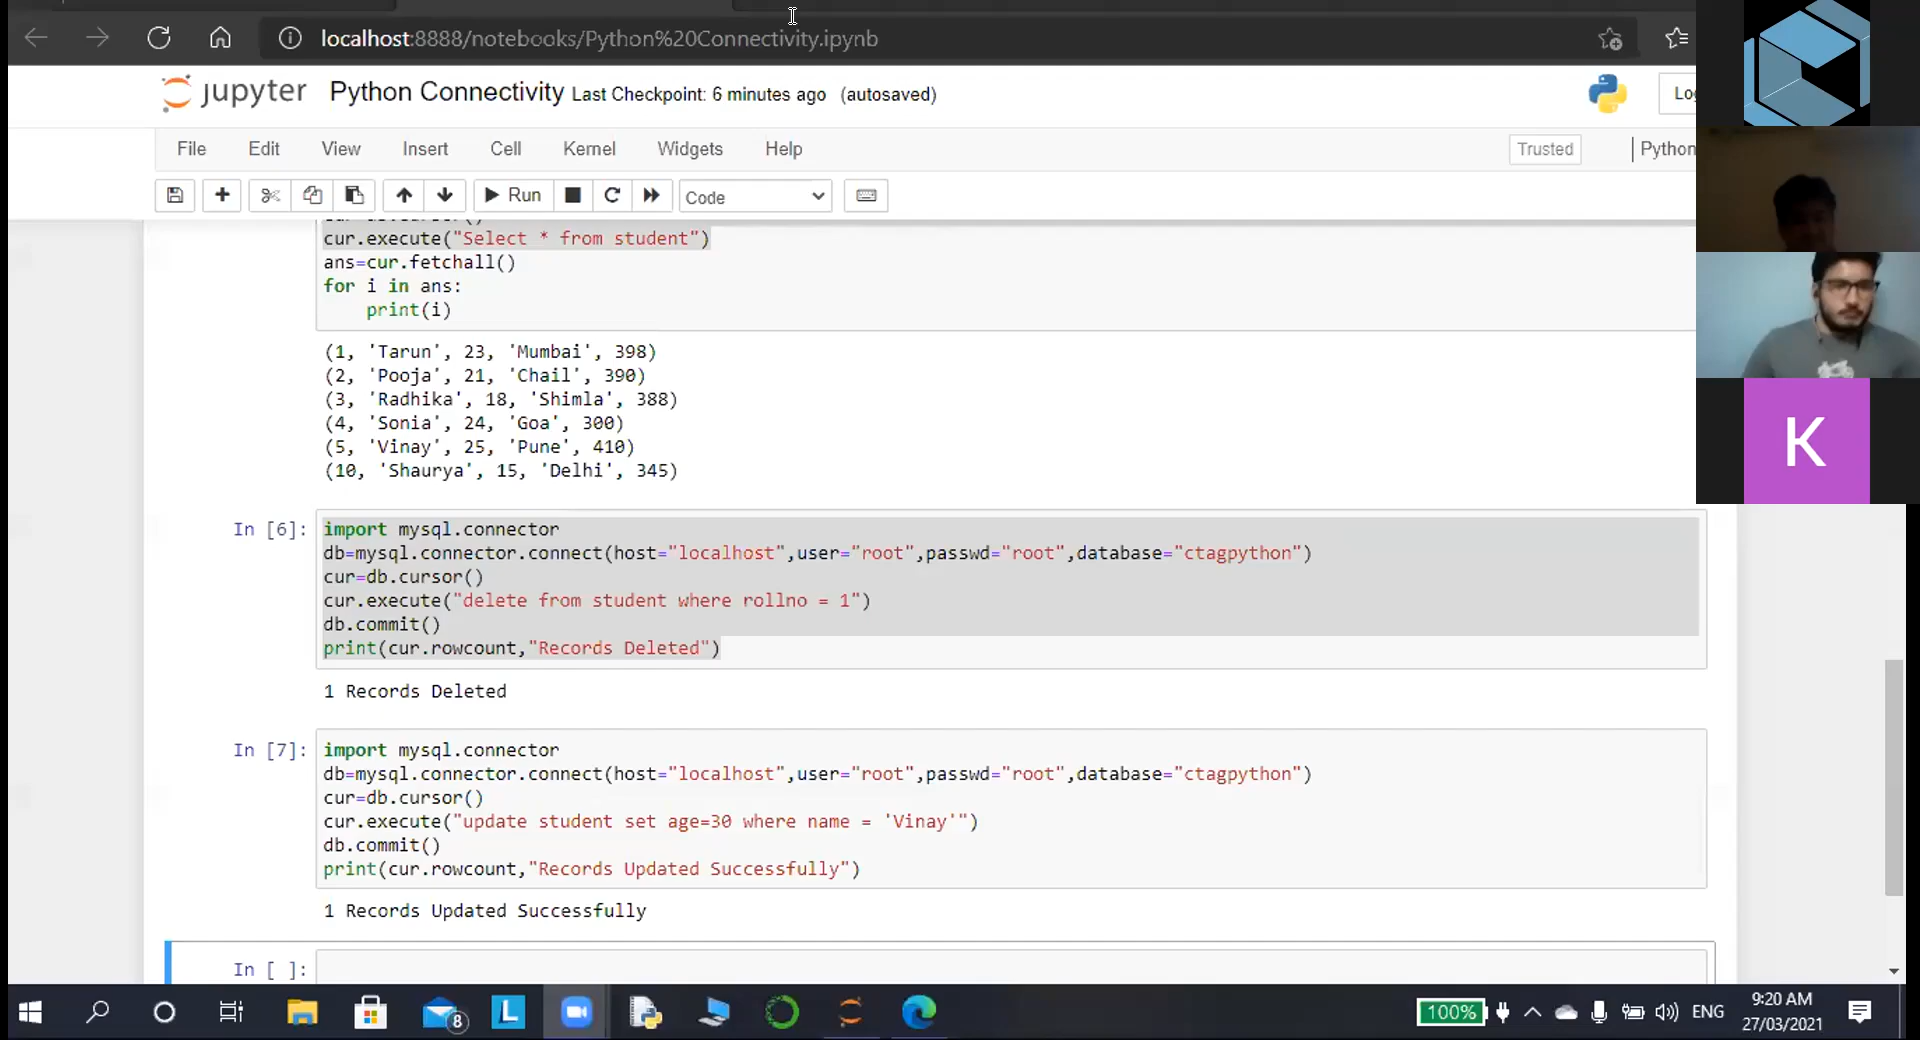 localhost:8888/notebooks/Python%20Connectivity.ipynb
jupyter Python Connectivity Last Checkpoint: 6 minutes ago (autosaved)
File Edit View Insert Cell Kernel Widgets Help Trusted Python
Run Code
cur.execute("Select * from student")
ans=cur.fetchall()
for i in ans:
    print(i)
(1, 'Tarun', 23, 'Mumbai', 398)
(2, 'Pooja', 21, 'Chail', 390)
(3, 'Radhika', 18, 'Shimla', 388)
(4, 'Sonia', 24, 'Goa', 300)
(5, 'Vinay', 25, 'Pune', 410)
(10, 'Shaurya', 15, 'Delhi', 345)
K
In [6]: import mysql.connector
db=mysql.connector.connect(host="localhost",user="root",passwd="root",database="ctagpython")
cur=db.cursor()
cur.execute("delete from student where rollno = 1")
db.commit()
print(cur.rowcount,"Records Deleted")
1 Records Deleted
In [7]: import mysql.connector
db=mysql.connector.connect(host="localhost",user="root",passwd="root",database="ctagpython")
cur=db.cursor()
cur.execute("update student set age=30 where name = 'Vinay'")
db.commit()
print(cur.rowcount,"Records Updated Successfully")
1 Records Updated Successfully
In [ ]:
8 L 100% ENG 9:20 AM
27/03/2021